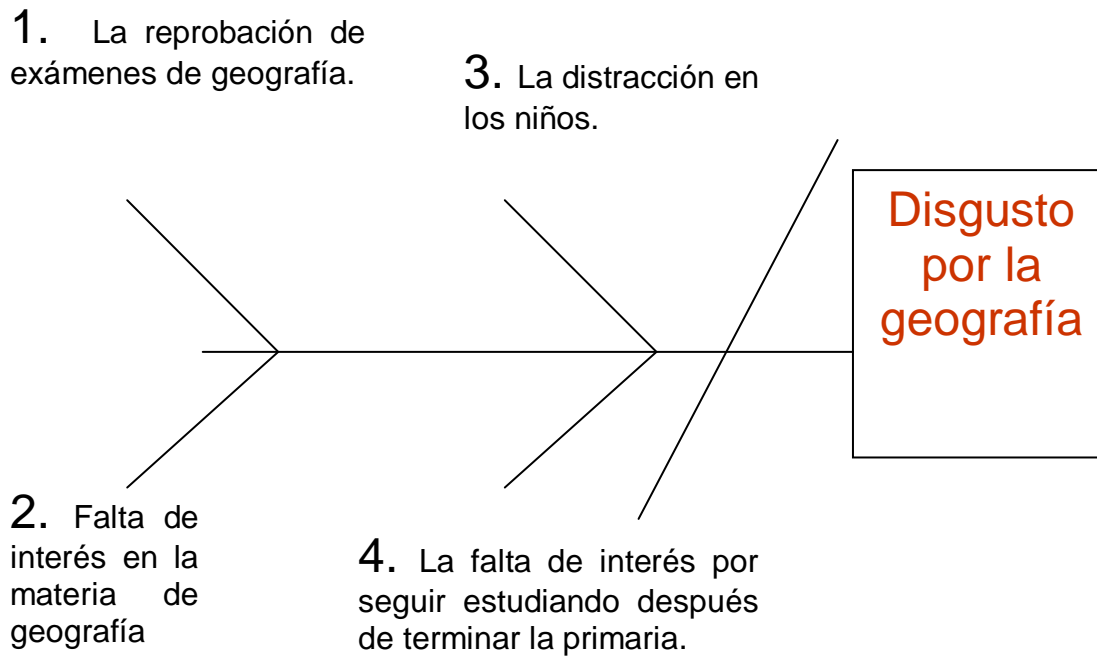 1. La reprobación de
exámenes de geografía.
3. La distracción en
los niños.
Disgusto
por la
geografía
2. Falta de
interés en la
materia de
geografía
4. La falta de interés por
seguir estudiando después
de terminar la primaria.